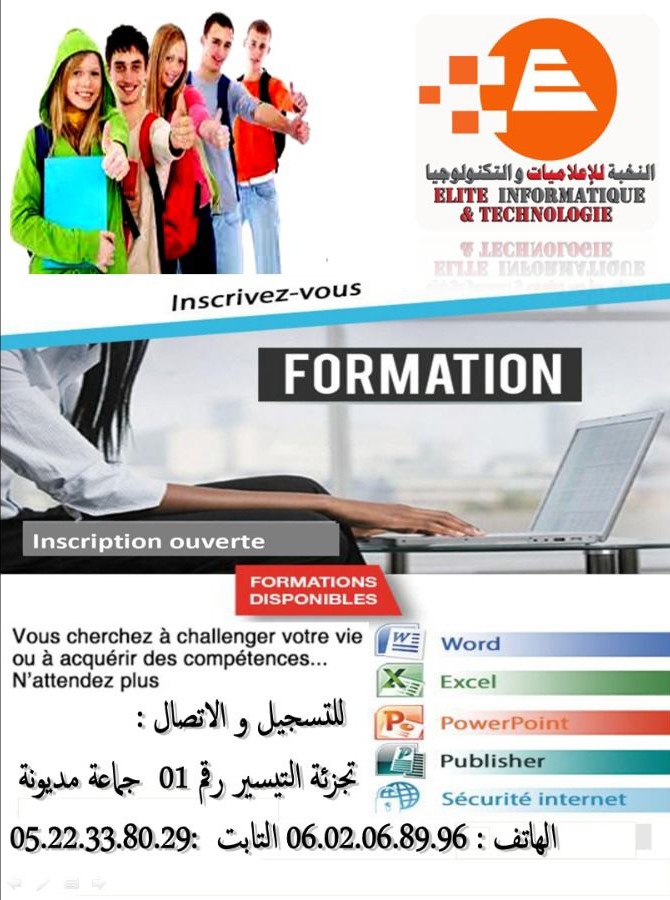 النخبة للإعلاميات و التكنولوجيا
ELITE INFORMATIQUE
& TECHNOLOGIE
Inscrivez-vous
FORMATION
Inscription ouverte
FORMATIONS
DISPONIBLES
Vous cherchez à challenger votre vie
ou à acquérir des compétences...
N'attendez plus
Word
Excel
PowerPoint
Publisher
Sécurité internet
للتسجيل و الاتصال :
تجزئة التيسير رقم 01 جماعة مديونة
الهاتف : 06.02.06.89.96 الثابت :05.22.33.80.29